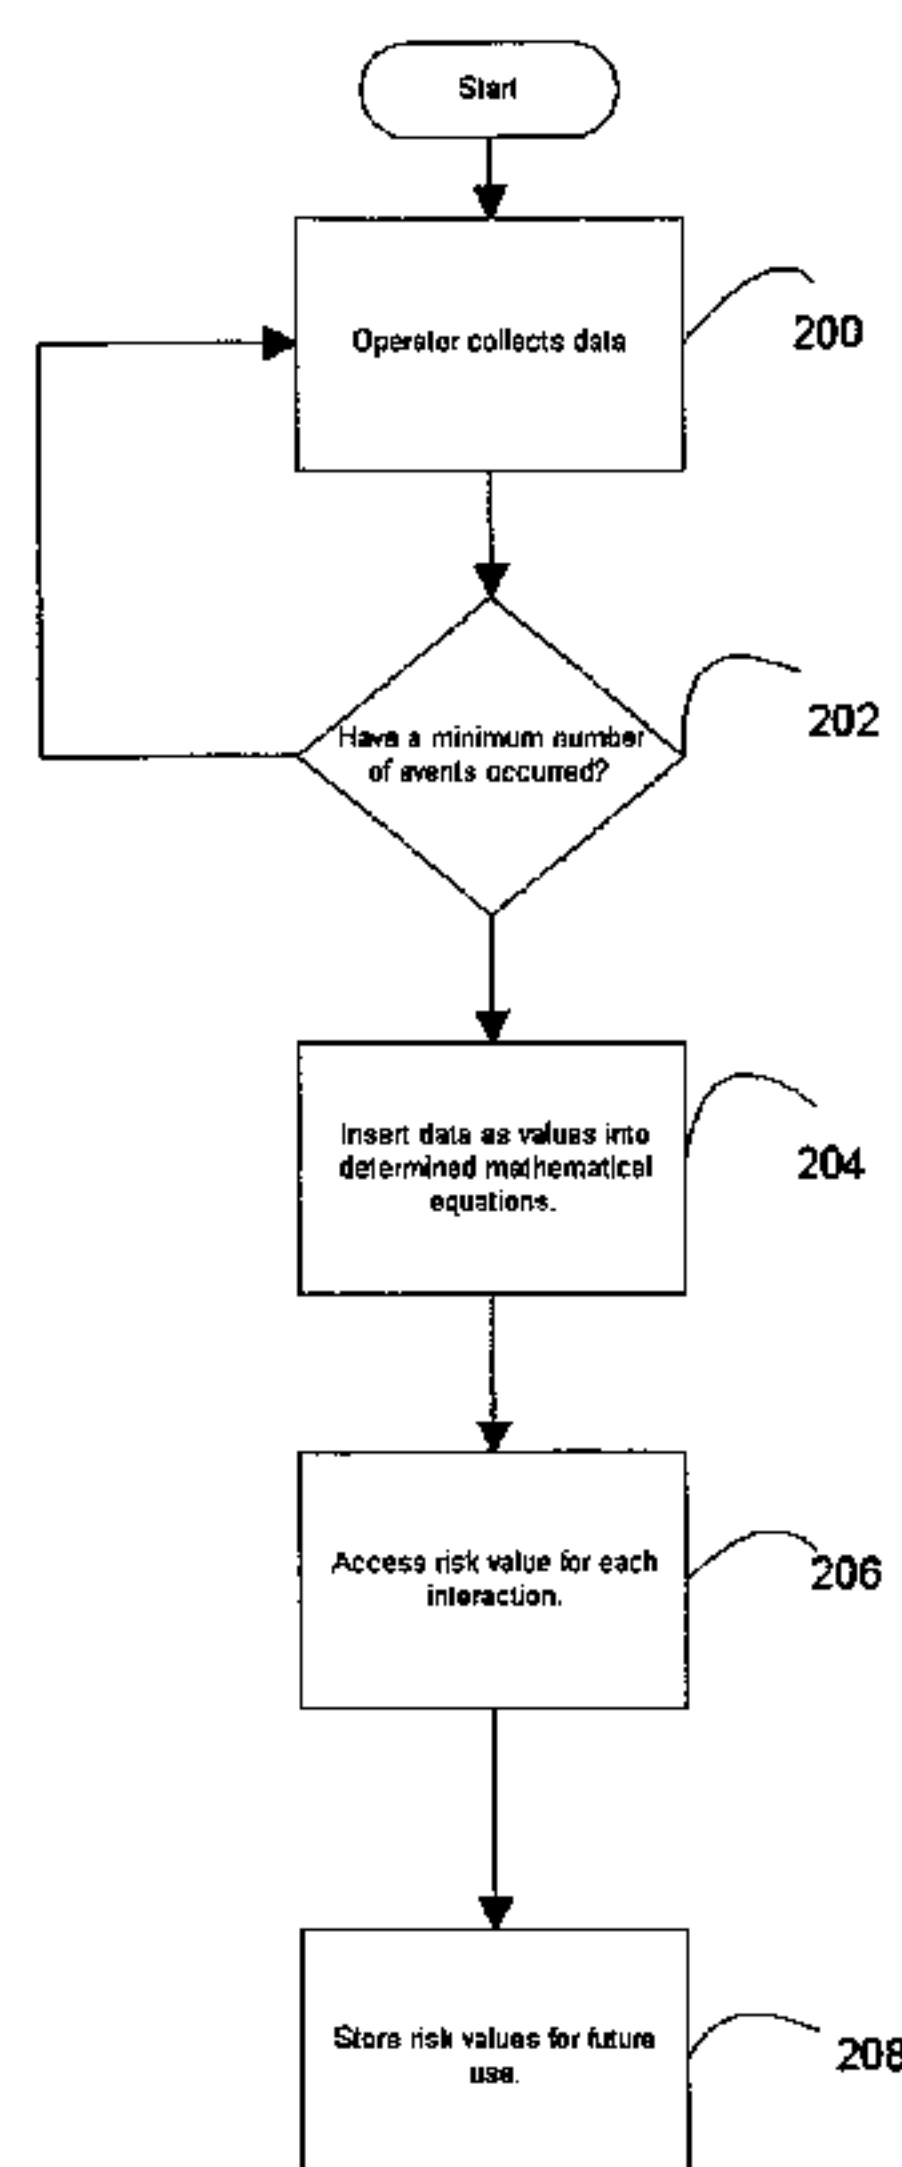 Start
Operator collects data
200
Have a minimum number
of events occurred?
202
Insert data as values into
determined mathematical
equations.
204
Access risk value for each
interaction.
206
Store risk values for future
use.
208